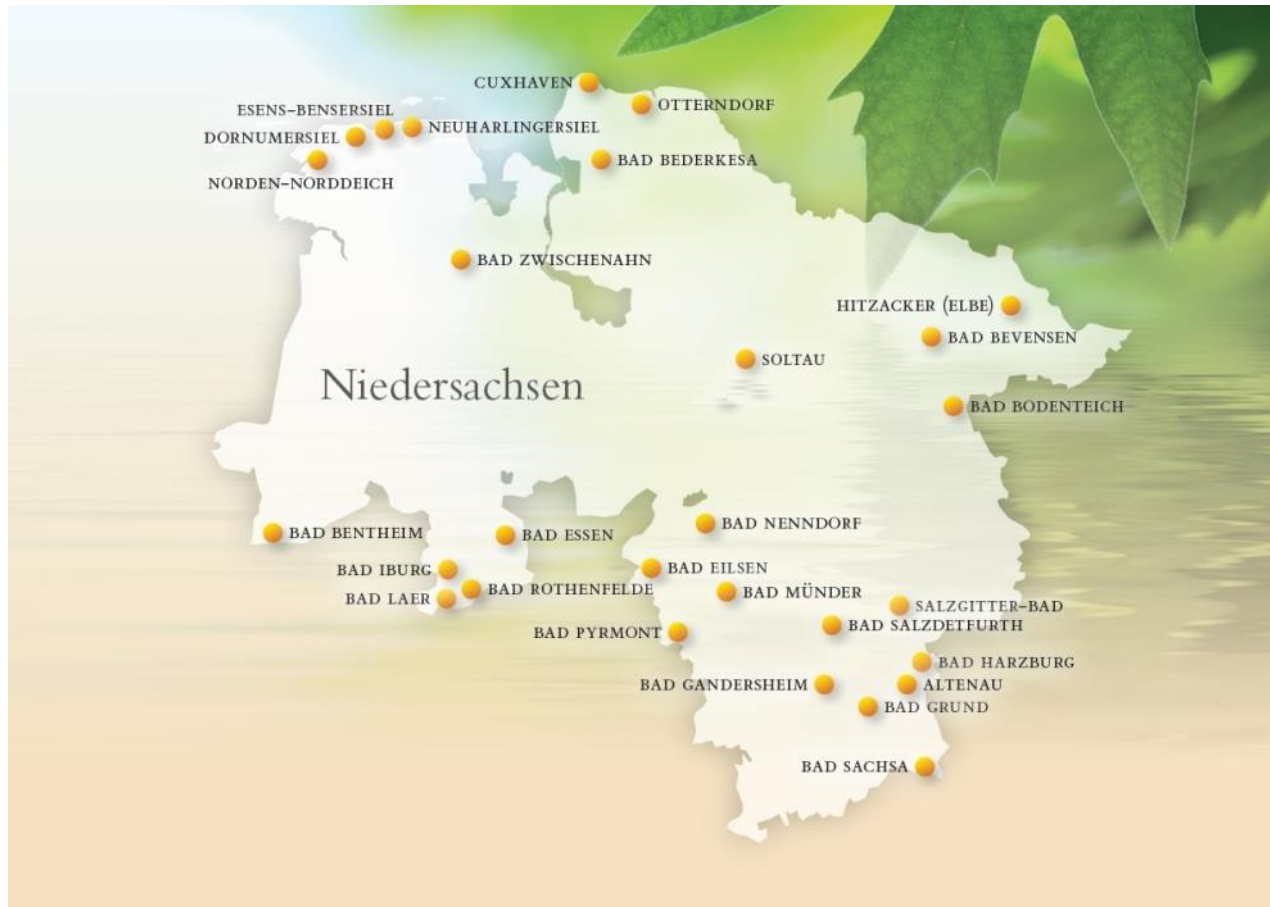 CUXHAVEN
OTTERNDORF
ESENS-BENSERSIEL
NEUHARLINGERSIEL
DORNUMERSIEL
BAD BEDERKESA
NORDEN-NORDDEICH
BAD ZWISCHENAHN
HITZACKER (ELBE)
BAD BEVENSEN
SOLTAU
Niedersachsen
BAD BODENTEICH
BAD NENNDORF
BAD BENTHEIM
BAD ESSEN
BAD EILSEN
BAD IBURG
BAD ROTHENFELDE
BAD MÜNDER
BAD LAER
SALZGITTER-BAD
BAD SALZDETFURTH
BAD PYRMONT
BAD HARZBURG
BAD GANDERSHEIM
ALTENAU
BAD GRUND
BAD SACHSA